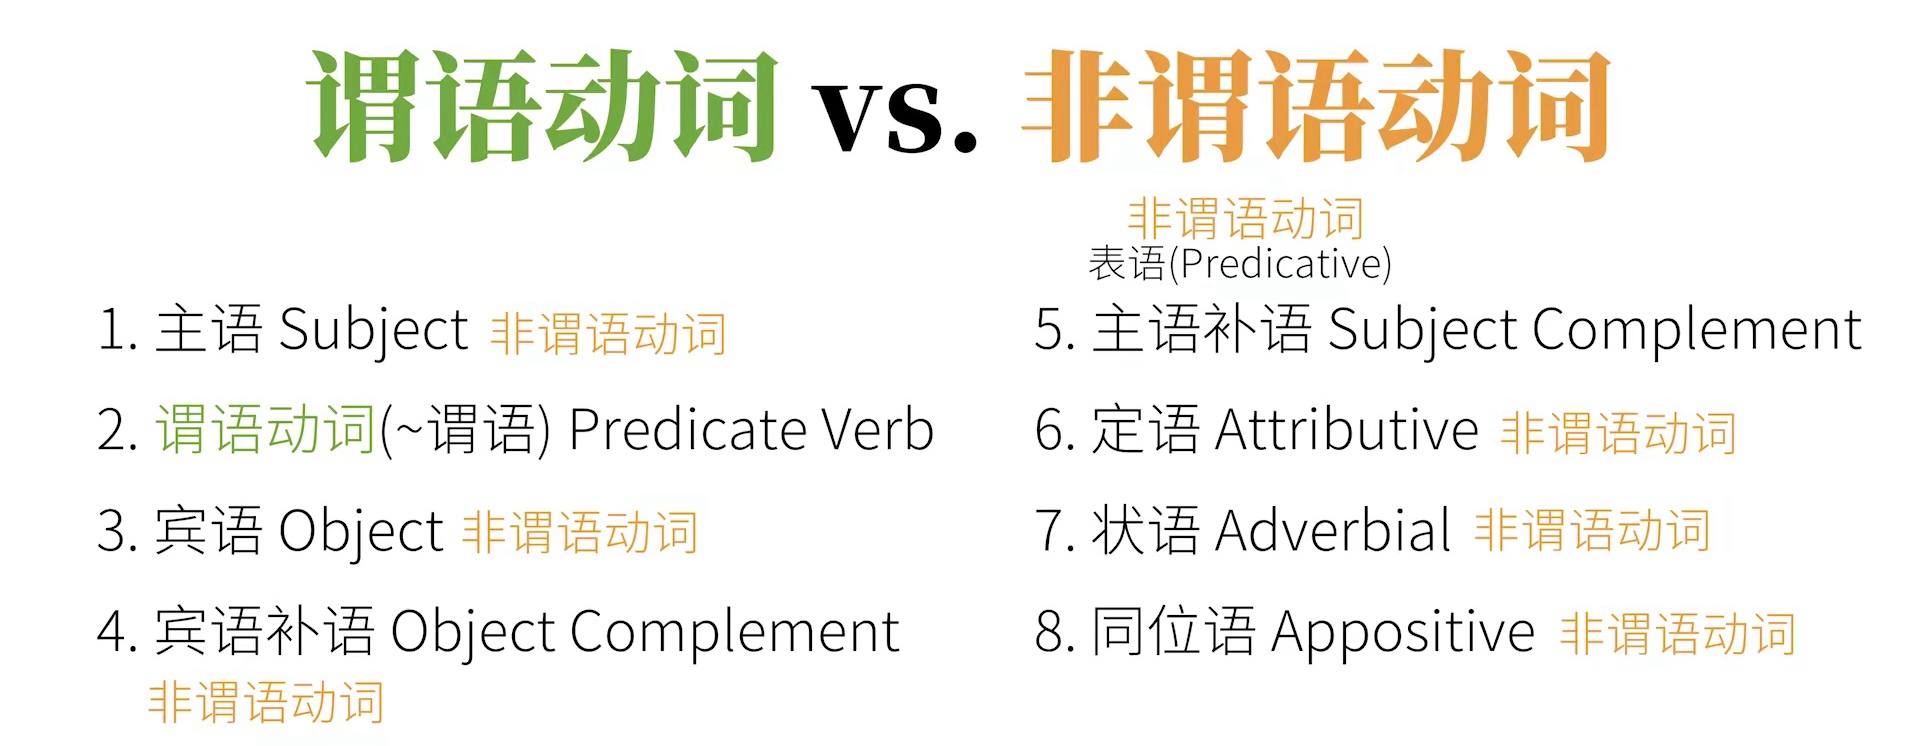 谓语动词 vs. 非谓语动词
1. 主语 Subject 非谓语动词
2. 谓语动词(~谓语) Predicate Verb
3. 宾语 Object 非谓语动词
4. 宾语补语 Object Complement
非谓语动词
非谓语动词
表语(Predicative)
5. 主语补语 Subject Complement
6. 定语 Attributive 非谓语动词
7. 状语 Adverbial 非谓语动词
8. 同位语 Appositive 非谓语动词